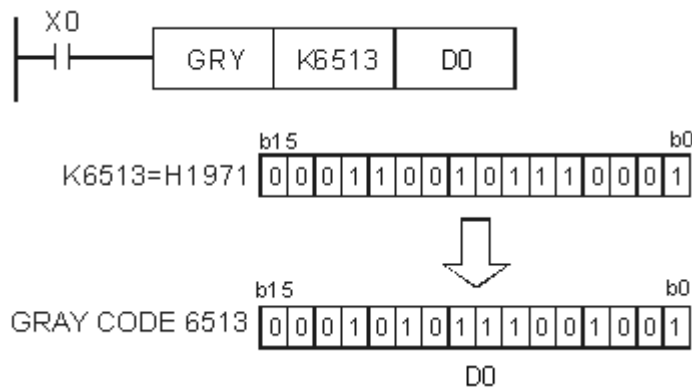 X0
GRY K6513 D0
b15 b0
K6513=H1971 0 0 0 1 1 0 0 1 0 1 1 1 0 0 0 1
b15 b0
GRAY CODE 6513 0 0 0 1 0 1 0 1 1 1 0 0 1 0 0 1
D0